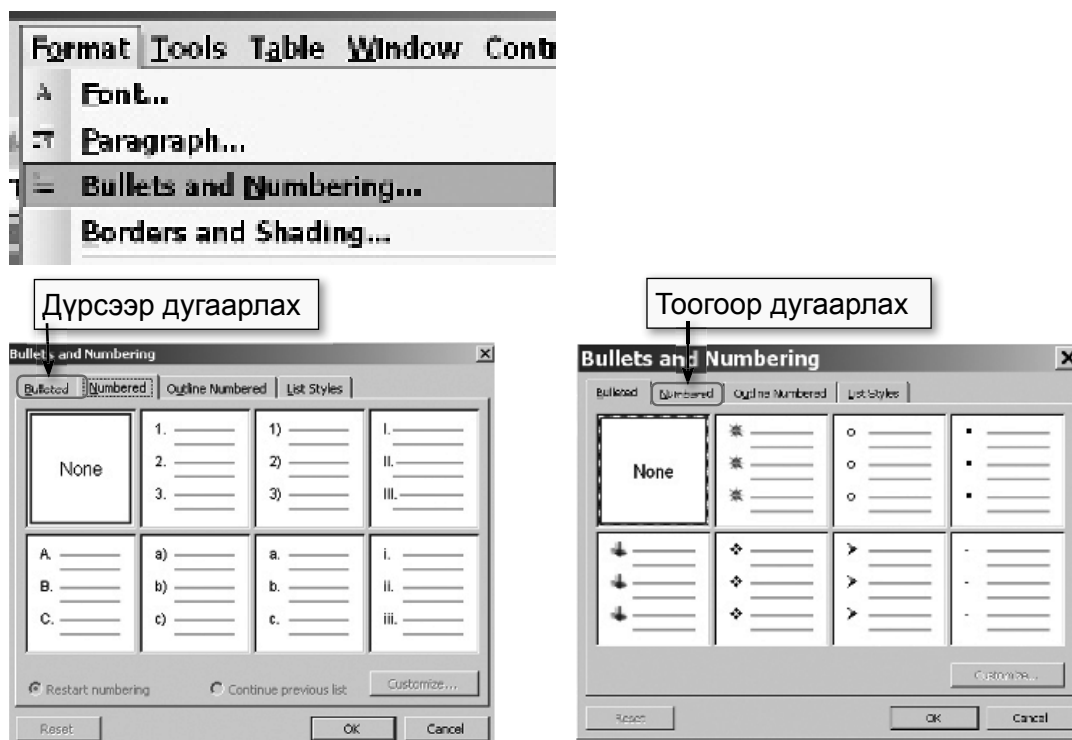 Format Tools Table Window Contr
Font...
Paragraph...
Bullets and Numbering...
Borders and Shading...
Дүрсээр дугаарлах
Bullets and Numbering
Bulleted Numbered Outline Numbered List Styles
None
1.
2.
3.
1)
2)
3)
I.
II.
III.
A.
B.
C.
a)
b)
c)
a.
b.
c.
i.
ii.
iii.
Restart numbering Continue previous list Customize...
Reset OK Cancel
Тоогоор дугаарлах
Bullets and Numbering
Bulleted Numbered Outline Numbered List Styles
None
Customize...
Reset OK Cancel